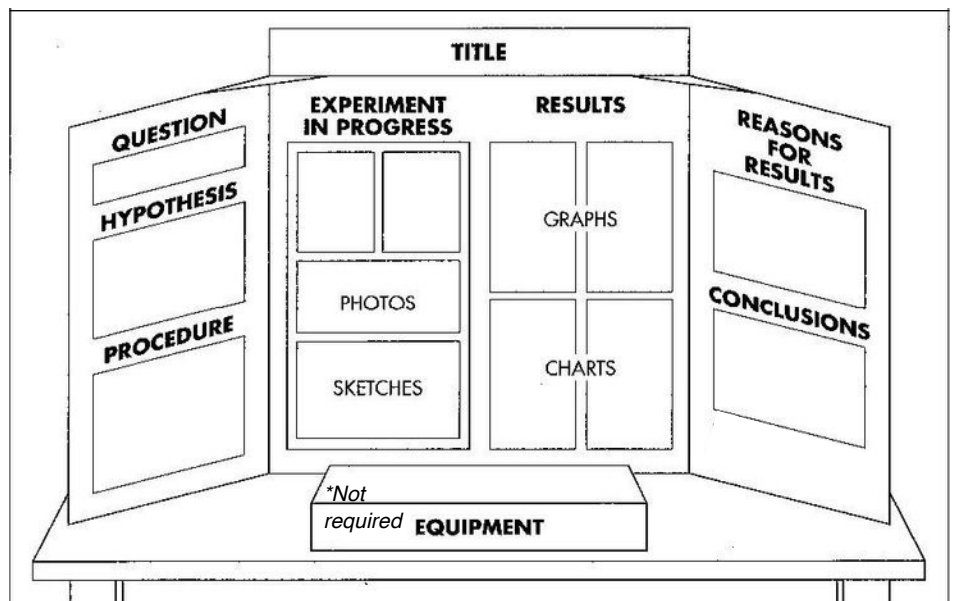 TITLE
QUESTION
HYPOTHESIS
PROCEDURE
EXPERIMENT
IN PROGRESS
PHOTOS
SKETCHES
RESULTS
GRAPHS
CHARTS
REASONS
FOR
RESULTS
CONCLUSIONS
*Not
required
EQUIPMENT